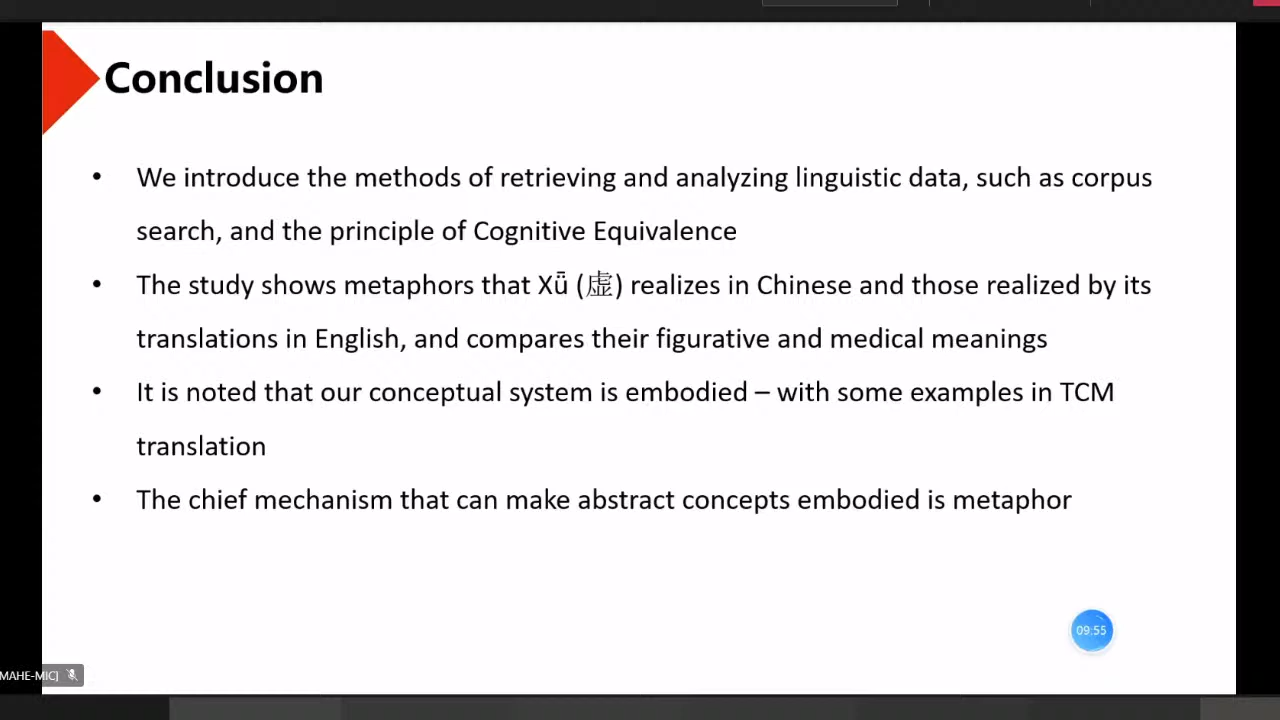 Conclusion
• We introduce the methods of retrieving and analyzing linguistic data, such as corpus
search, and the principle of Cognitive Equivalence
• The study shows metaphors that Xǖ (虚) realizes in Chinese and those realized by its
translations in English, and compares their figurative and medical meanings
• It is noted that our conceptual system is embodied – with some examples in TCM
translation
• The chief mechanism that can make abstract concepts embodied is metaphor
09:55
MAHE-MIC]